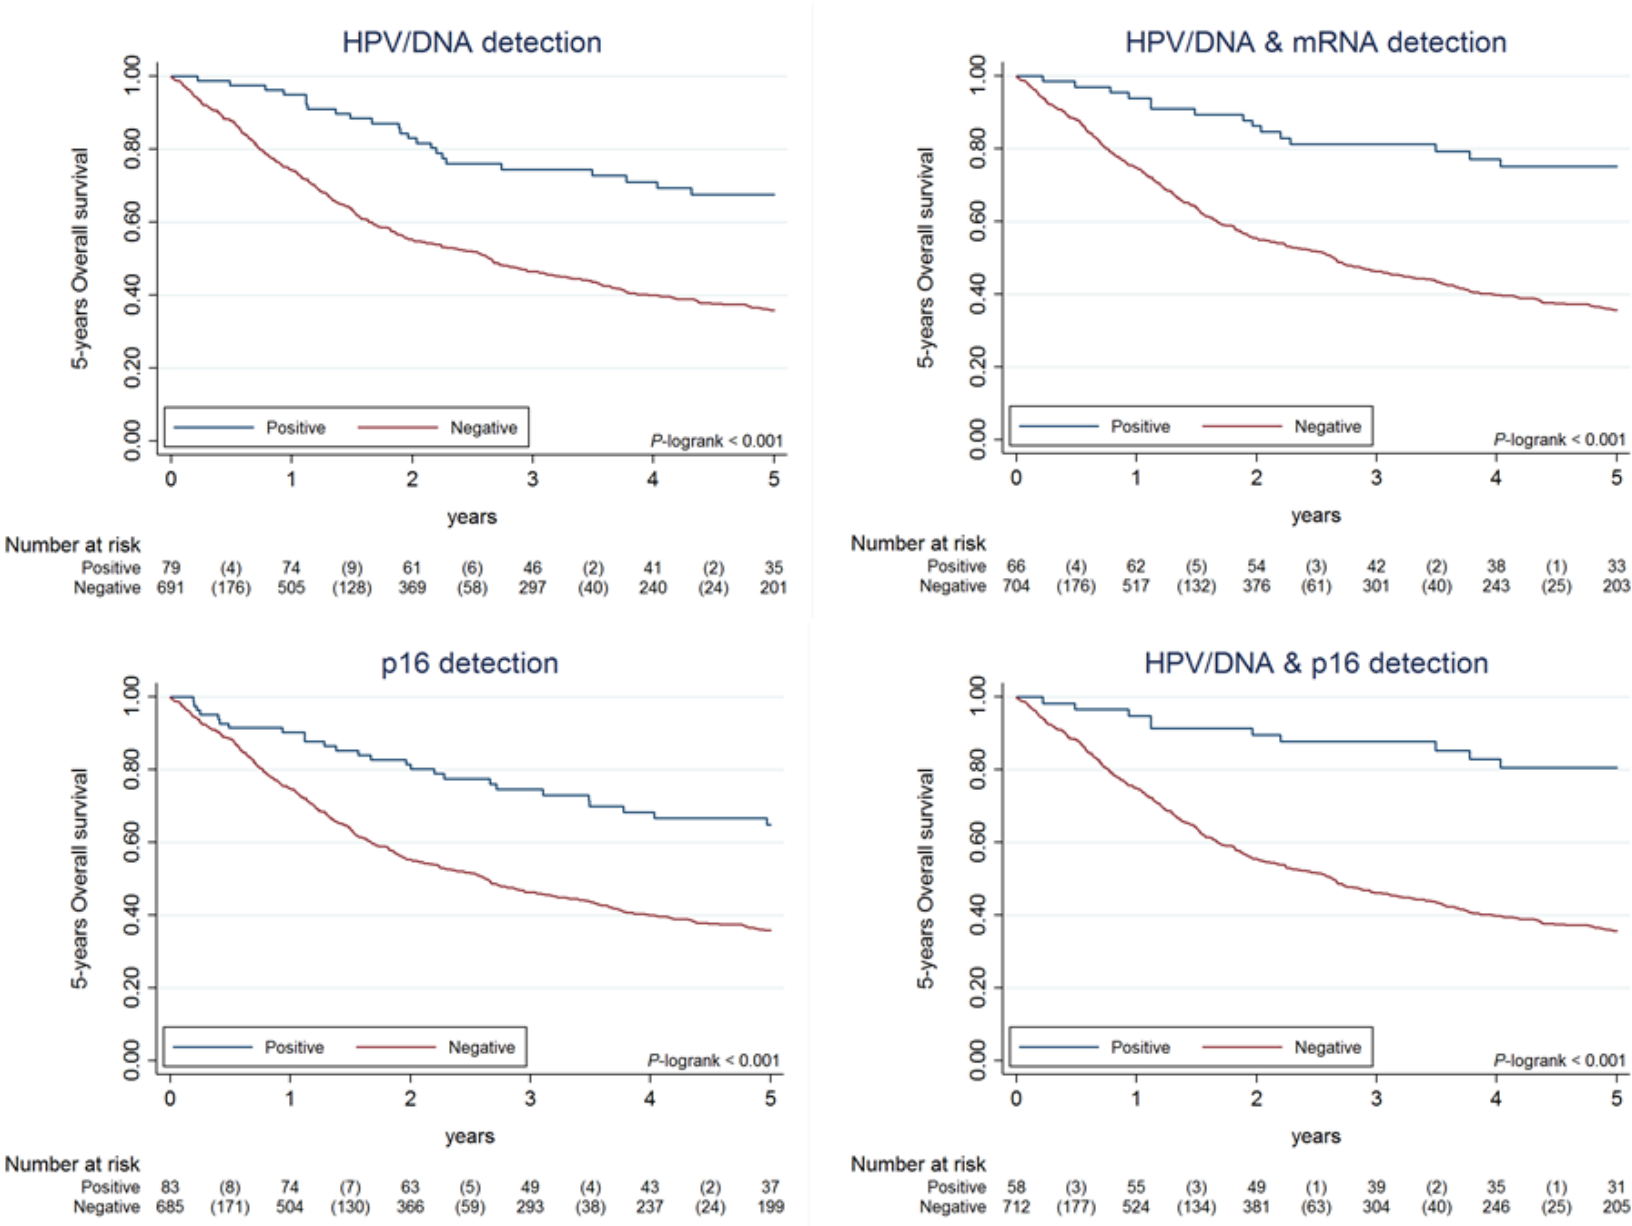 HPV/DNA detection
5-years Overall survival
1.00
0.80
0.60
0.40
0.20
0.00
Positive Negative
P-logrank < 0.001
0 1 2 3 4 5
years
Number at risk
Positive 79 (4) 74 (9) 61 (6) 46 (2) 41 (2) 35
Negative 691 (176) 505 (128) 369 (58) 297 (40) 240 (24) 201
HPV/DNA & mRNA detection
5-years Overall survival
1.00
0.80
0.60
0.40
0.20
0.00
Positive Negative
P-logrank < 0.001
0 1 2 3 4 5
years
Number at risk
Positive 66 (4) 62 (5) 54 (3) 42 (2) 38 (1) 33
Negative 704 (176) 517 (132) 376 (61) 301 (40) 243 (25) 203
p16 detection
5-years Overall survival
1.00
0.80
0.60
0.40
0.20
0.00
Positive Negative
P-logrank < 0.001
0 1 2 3 4 5
years
Number at risk
Positive 83 (8) 74 (7) 63 (5) 49 (4) 43 (2) 37
Negative 685 (171) 504 (130) 366 (59) 293 (38) 237 (24) 199
HPV/DNA & p16 detection
5-years Overall survival
1.00
0.80
0.60
0.40
0.20
0.00
Positive Negative
P-logrank < 0.001
0 1 2 3 4 5
years
Number at risk
Positive 58 (3) 55 (3) 49 (1) 39 (2) 35 (1) 31
Negative 712 (177) 524 (134) 381 (63) 304 (40) 246 (25) 205